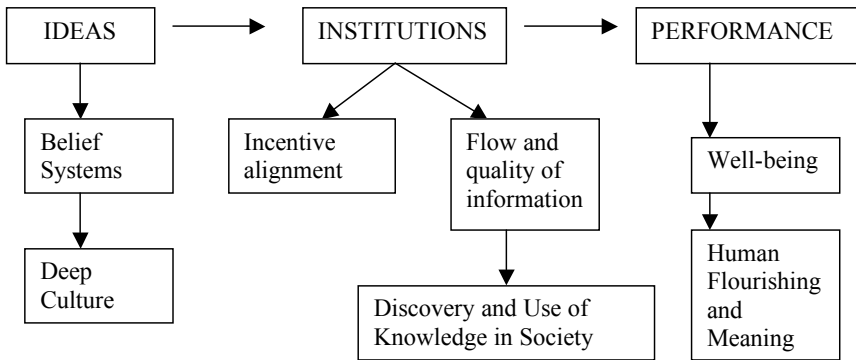 IDEAS
INSTITUTIONS
PERFORMANCE
Belief
Systems
Incentive
alignment
Flow and
quality of
information
Well-being
Deep
Culture
Discovery and Use of
Knowledge in Society
Human
Flourishing
and
Meaning